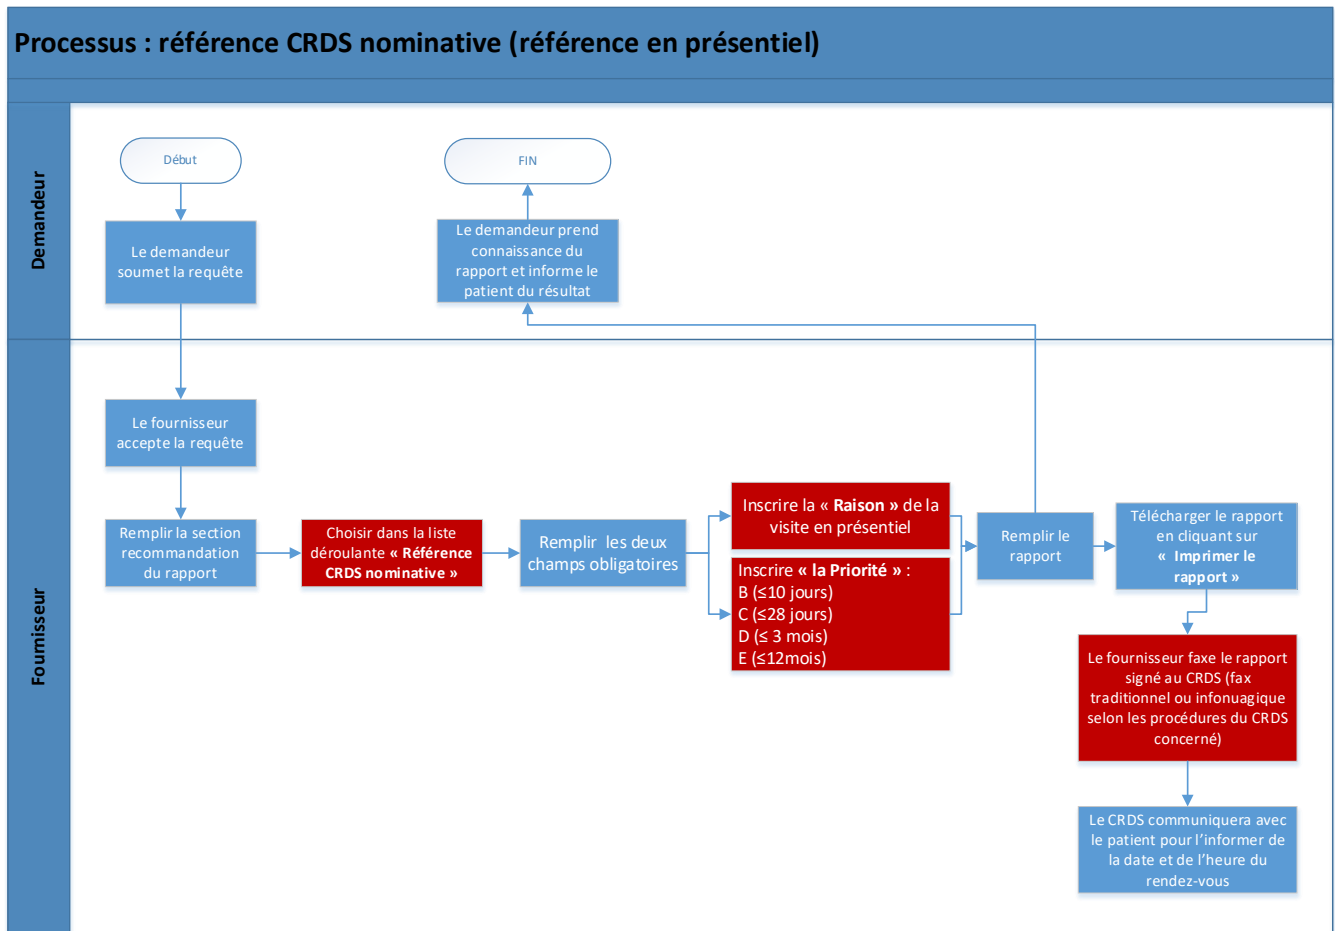 Processus : référence CRDS nominative (référence en présentiel)
Demandeur
Début
FIN
Le demandeur
soumet la requête
Le demandeur prend
connaissance du
rapport et informe le
patient du résultat
Fournisseur
Le fournisseur
accepte la requête
Remplir la section
recommandation
du rapport
Choisir dans la liste
déroulante « Référence
CRDS nominative »
Remplir les deux
champs obligatoires
Inscrire la « Raison » de la
visite en présentiel
Inscrire « la Priorité » :
B (≤10 jours)
C (≤28 jours)
D (≤ 3 mois)
E (≤12mois)
Remplir le
rapport
Télécharger le rapport
en cliquant sur
« Imprimer le
rapport »
Le fournisseur faxe le rapport
signé au CRDS (fax
traditionnel ou infonuagique
selon les procédures du CRDS
concerné)
Le CRDS communiquera avec
le patient pour l'informer de
la date et de l'heure du
rendez-vous